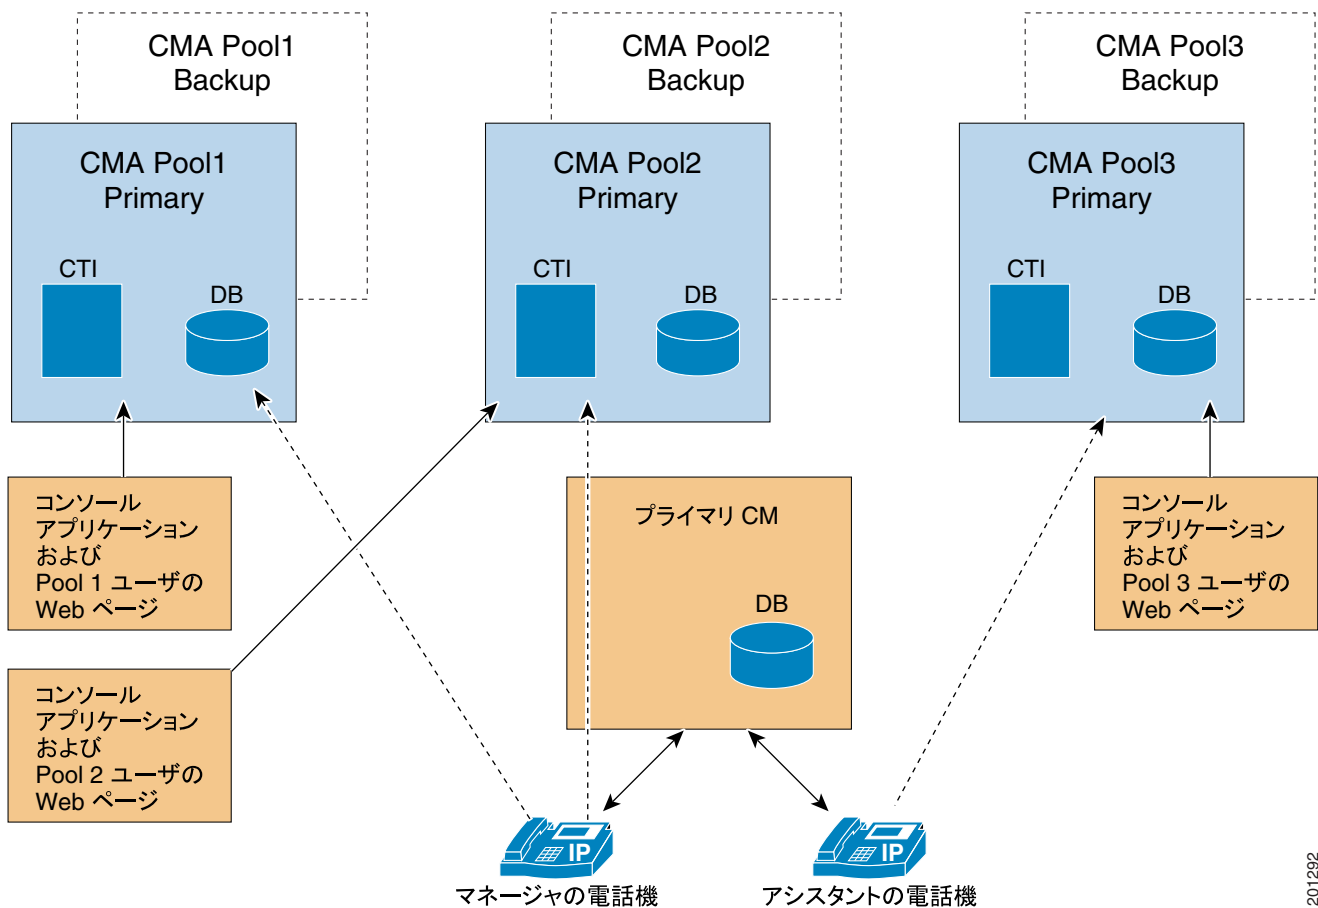 CMA Pool1
Backup
CMA Pool2
Backup
CMA Pool3
Backup
CMA Pool1
Primary
CTI
DB
CMA Pool2
Primary
CTI
DB
CMA Pool3
Primary
CTI
DB
コンソール
アプリケーション
および
Pool 1 ユーザの
Web ページ
プライマリ CM
DB
コンソール
アプリケーション
および
Pool 3 ユーザの
Web ページ
コンソール
アプリケーション
および
Pool 2 ユーザの
Web ページ
IP
マネージャの電話機
IP
アシスタントの電話機
201292